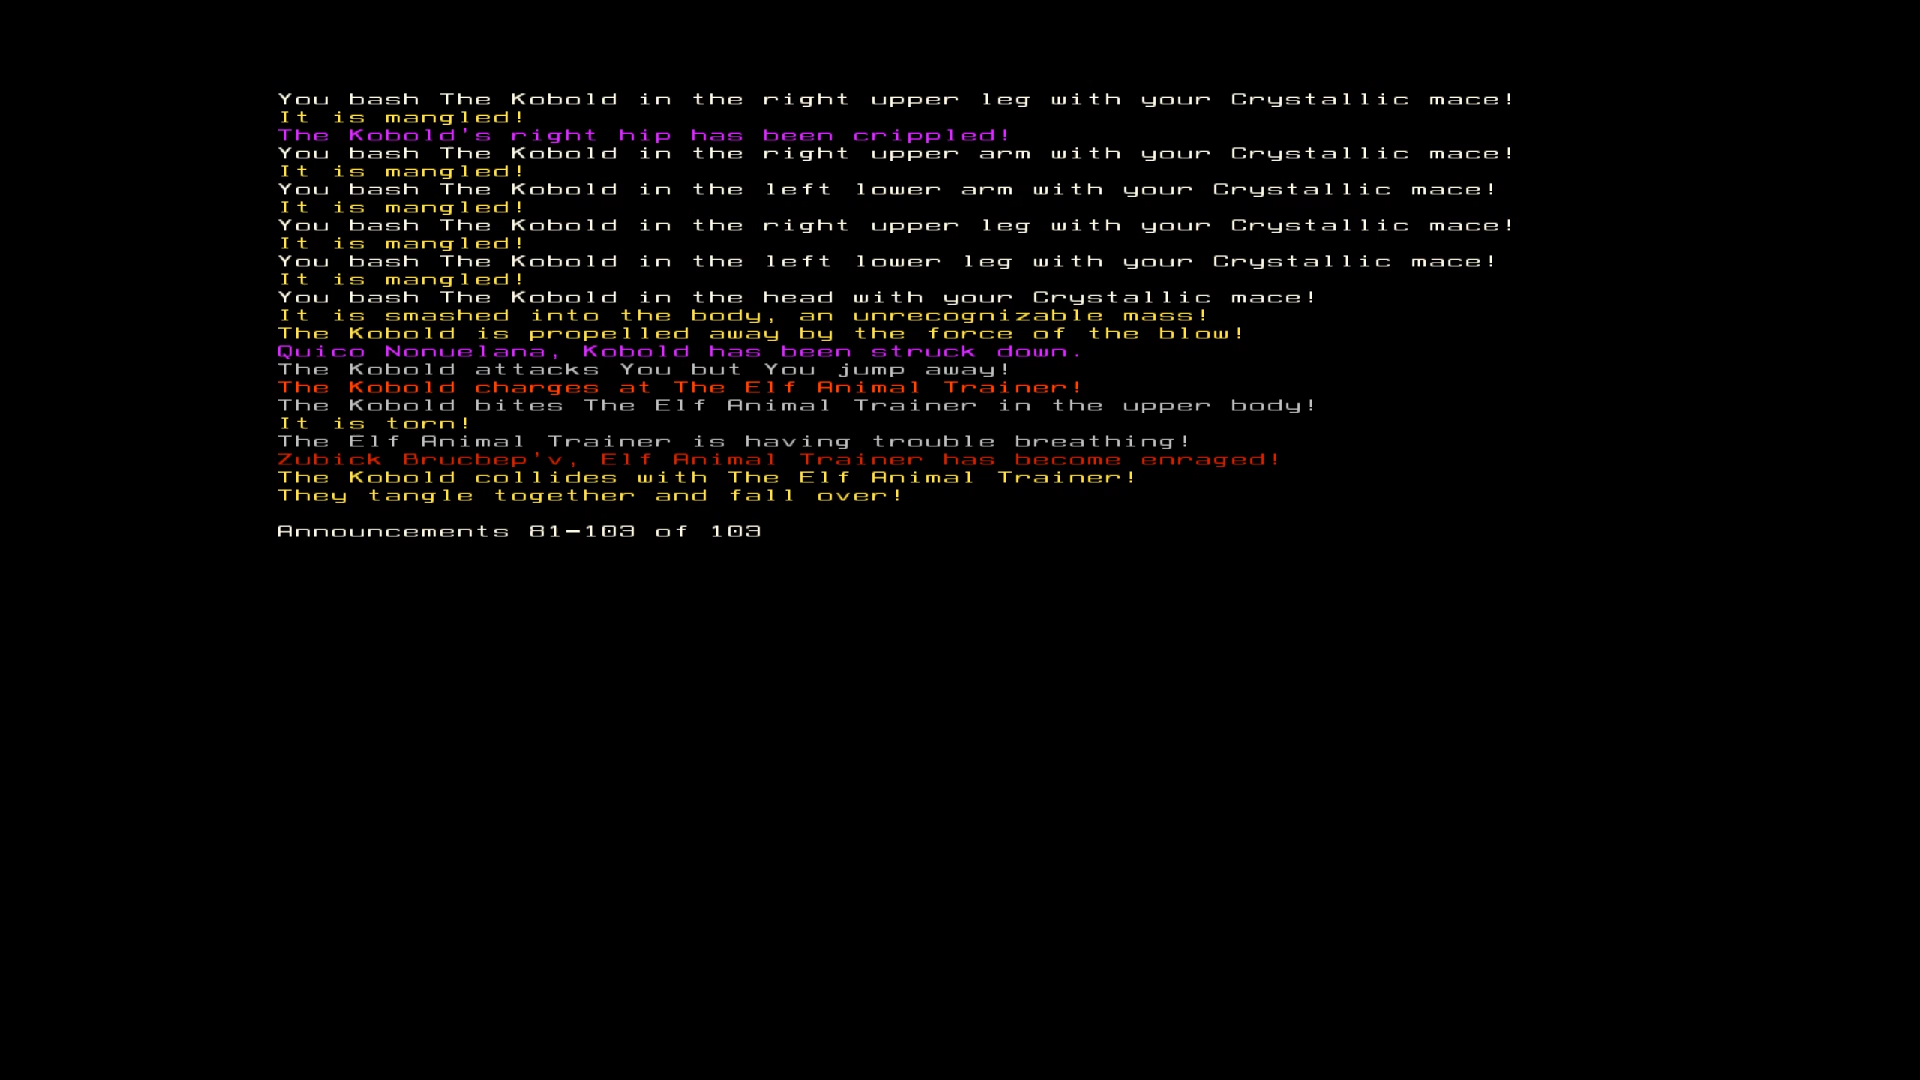 You bash The Kobold in the right upper leg with your Crystallic mace!
It is mangled!
The Kobold's right hip has been crippled!
You bash The Kobold in the right upper arm with your Crystallic mace!
It is mangled!
You bash The Kobold in the left lower arm with your Crystallic mace!
It is mangled!
You bash The Kobold in the right upper leg with your Crystallic mace!
It is mangled!
You bash The Kobold in the left lower leg with your Crystallic mace!
It is mangled!
You bash The Kobold in the head with your Crystallic mace!
It is smashed into the body, an unrecognizable mass!
The Kobold is propelled away by the force of the blow!
Quico Nonuelana, Kobold has been struck down.
The Kobold attacks You but You jump away!
The Kobold charges at The Elf Animal Trainer!
The Kobold bites The Elf Animal Trainer in the upper body!
It is torn!
The Elf Animal Trainer is having trouble breathing!
Zubick Brucbep'v, Elf Animal Trainer has become enraged!
The Kobold collides with The Elf Animal Trainer!
They tangle together and fall over!
Announcements 81-103 of 103